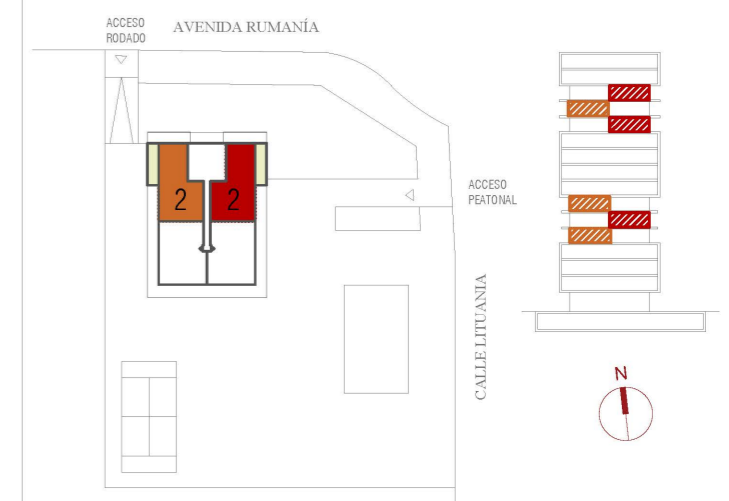 ACCESO
RODADO
AVENIDA RUMANÍA
2
2
ACCESO
PEATONAL
CALLE LITUANIA
N